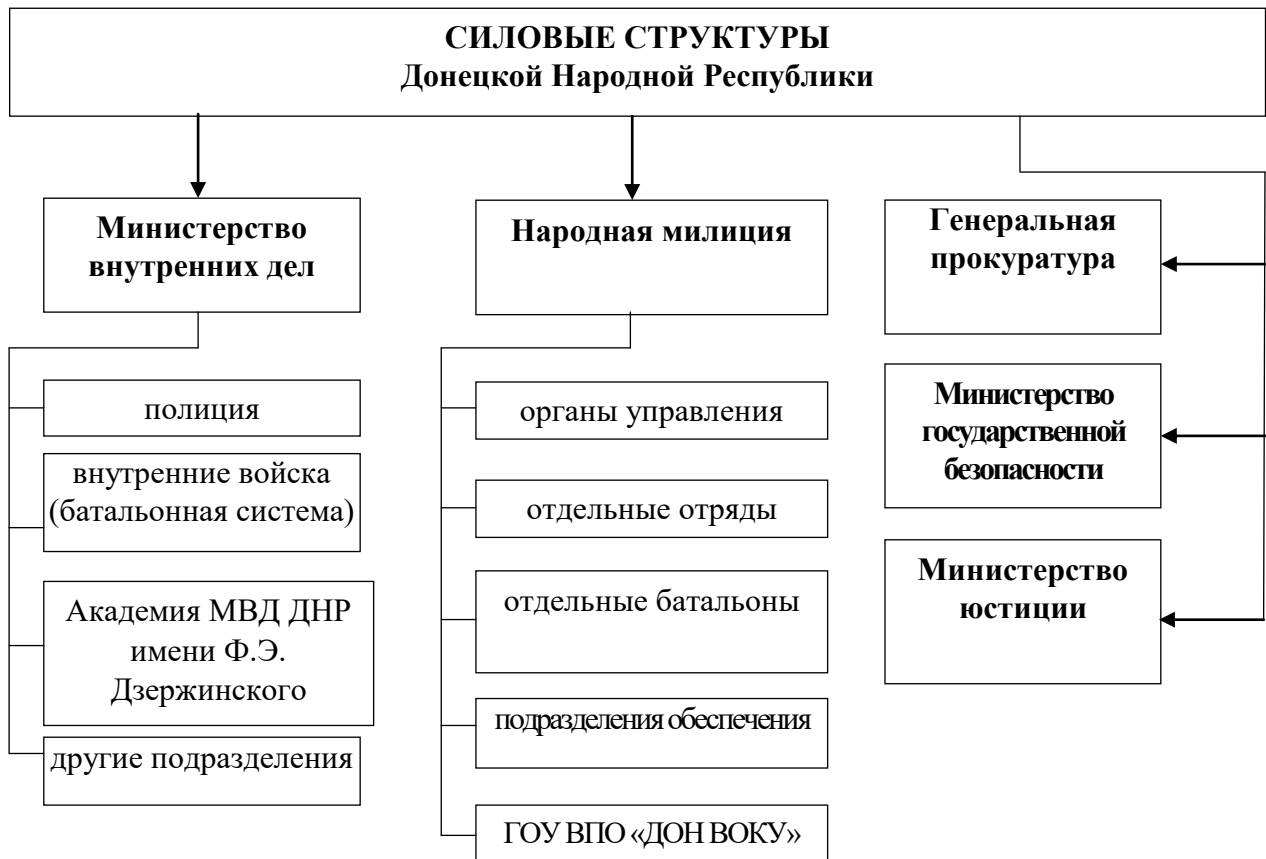 СИЛОВЫЕ СТРУКТУРЫ
Донецкой Народной Республики
Министерство
внутренних дел
полиция
внутренние войска
(батальонная система)
Академия МВД ДНР
имени Ф.Э.
Дзержинского
другие подразделения
Народная милиция
органы управления
отдельные отряды
отдельные батальоны
подразделения обеспечения
ГОУ ВПО «ДОН ВОКУ»
Генеральная
прокуратура
Министерство
государственной
безопасности
Министерство
юстиции